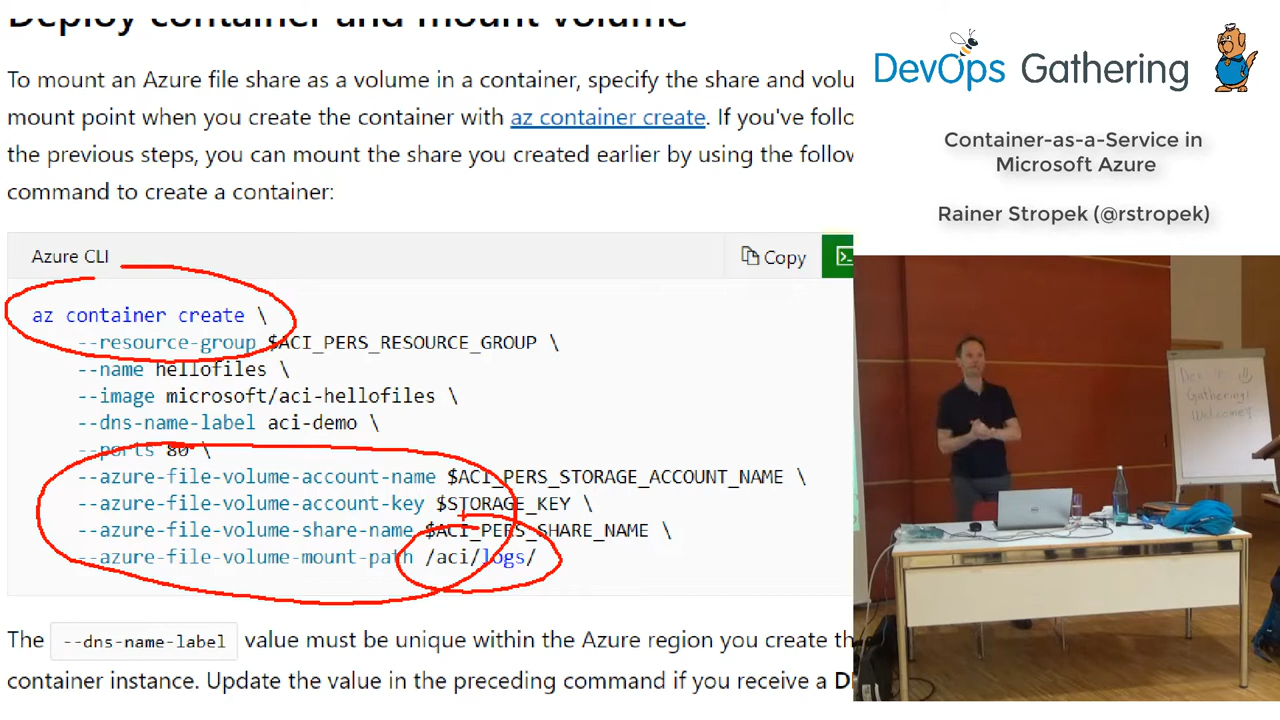 Deploy container and mount volume
To mount an Azure file share as a volume in a container, specify the share and volu
mount point when you create the container with az container create. If you've follo
the previous steps, you can mount the share you created earlier by using the follow
command to create a container:
Azure CLI
Copy
az container create \
--resource-group $ACI_PERS_RESOURCE_GROUP \
--name hellofiles \
--image microsoft/aci-hellofiles \
--dns-name-label aci-demo \
--ports 80 \
--azure-file-volume-account-name $ACI_PERS_STORAGE_ACCOUNT_NAME \
--azure-file-volume-account-key $STORAGE_KEY \
--azure-file-volume-share-name $ACI_PERS_SHARE_NAME \
--azure-file-volume-mount-path /aci/logs/
The --dns-name-label value must be unique within the Azure region you create th
container instance. Update the value in the preceding command if you receive a D
DevOps Gathering
Container-as-a-Service in
Microsoft Azure
Rainer Stropek (@rstropek)
Gathering!
Welcome!